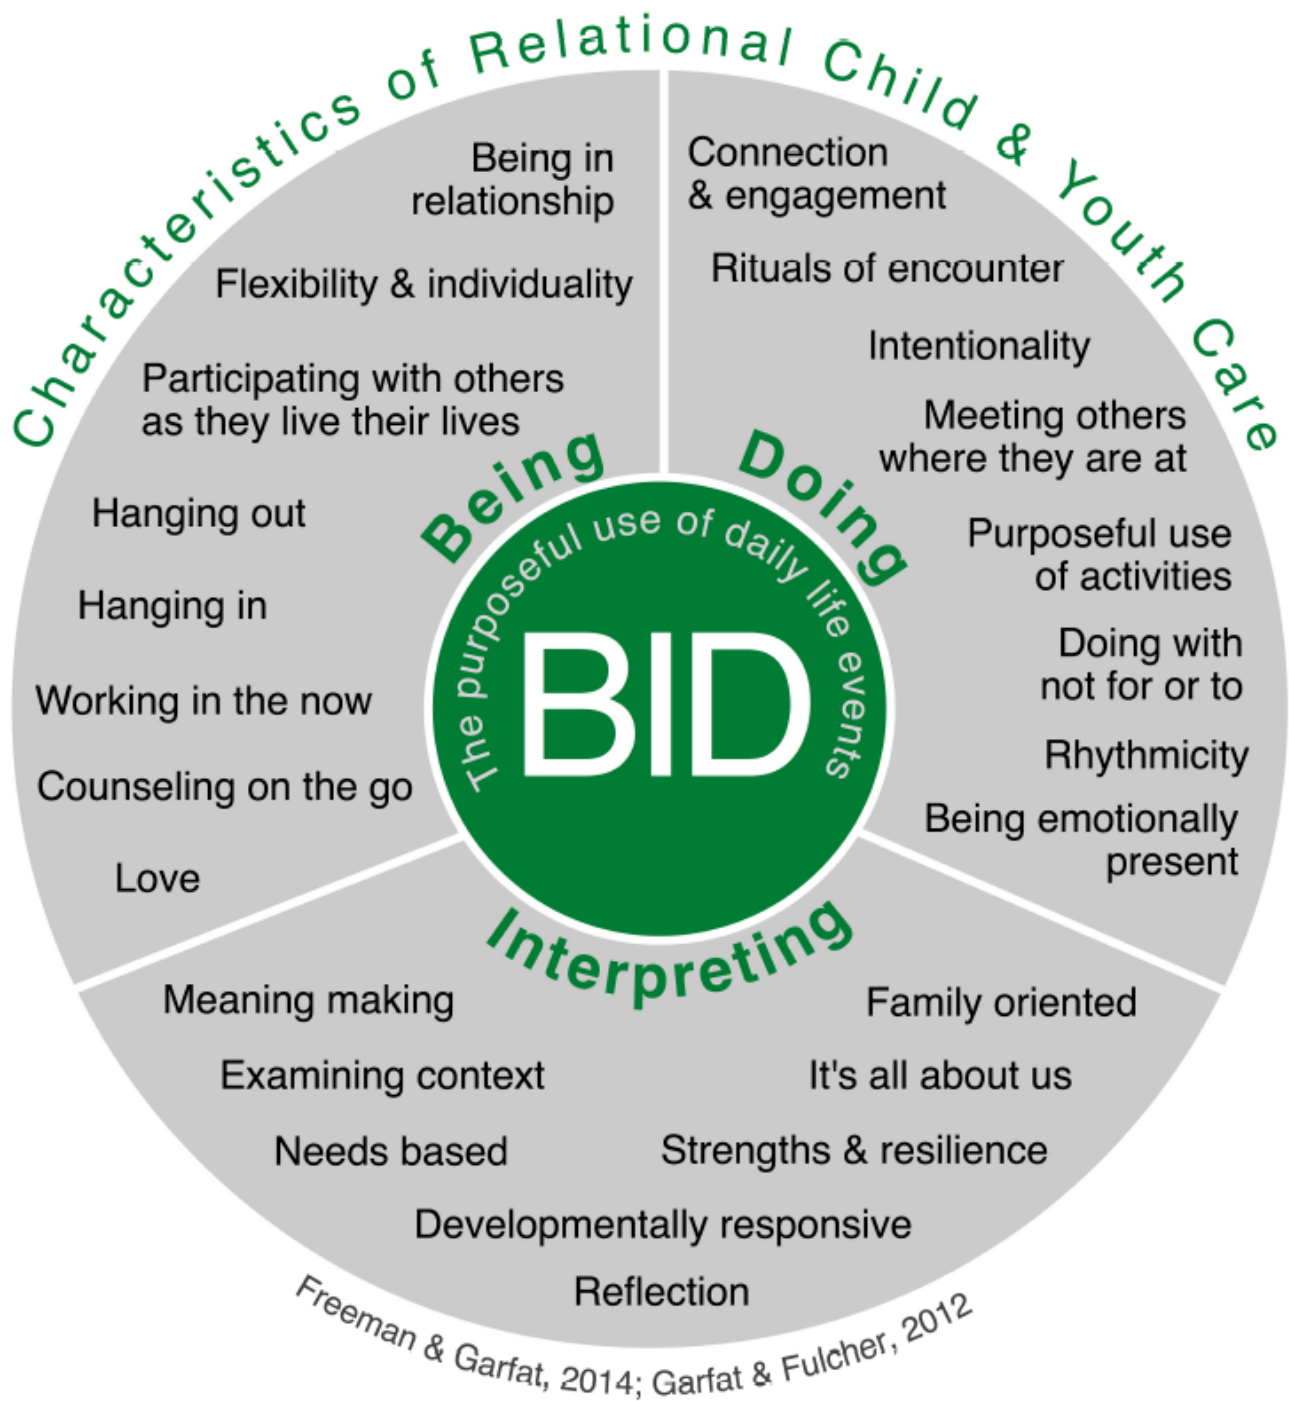 Characteristics of Relational Child & Youth Care
Being in
relationship
Flexibility & individuality
Participating with others
as they live their lives
Hanging out
Hanging in
Working in the now
Counseling on the go
Love
Being
Connection
& engagement
Rituals of encounter
Intentionality
Meeting others
where they are at
Purposeful use
of activities
Doing with
not for or to
Rhythmicity
Being emotionally
present
Doing
The purposeful use of daily life events
BID
Interpreting
Meaning making
Examining context
Needs based
Family oriented
It's all about us
Strengths & resilience
Developmentally responsive
Reflection
Freeman & Garfat, 2014; Garfat & Fulcher, 2012